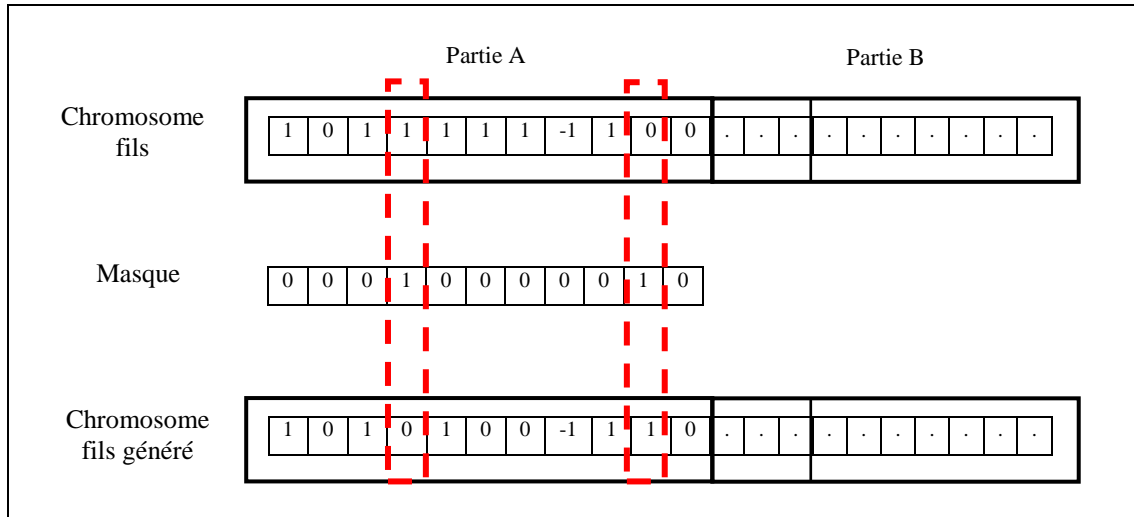 Partie A Partie B
Chromosome
fils
1 0 1 1 1 1 1 -1 1 0 0 . . . . . . . . .
Masque
0 0 0 1 0 0 0 0 0 1 0
Chromosome
fils généré
1 0 1 0 1 0 0 -1 1 1 0 . . . . . . . . .